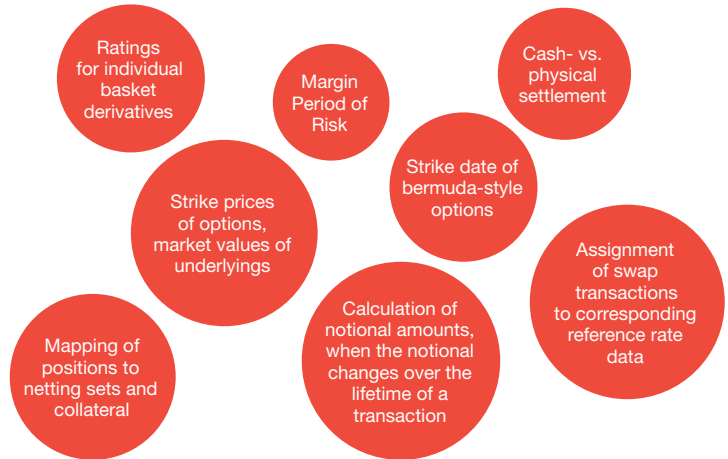 Ratings
for individual
basket
derivatives
Margin
Period of
Risk
Cash- vs.
physical
settlement
Strike prices
of options,
market values of
underlyings
Strike date of
bermuda-style
options
Assignment
of swap
transactions
to corresponding
reference rate
data
Mapping of
positions to
netting sets and
collateral
Calculation of
notional amounts,
when the notional
changes over the
lifetime of a
transaction